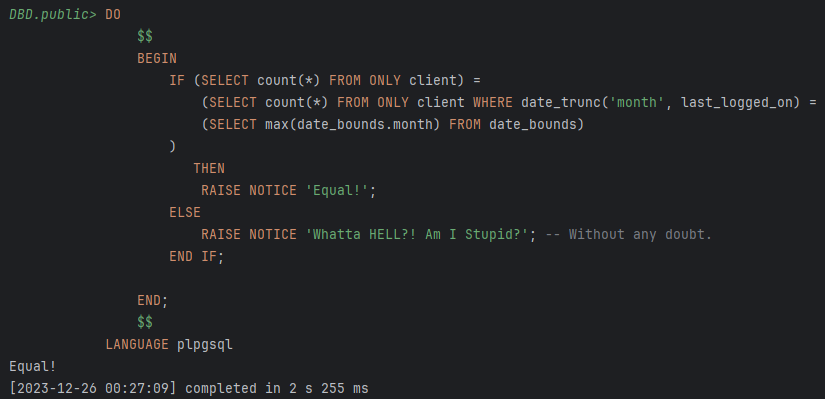 DBD.public> DO
$$
BEGIN
IF (SELECT count(*) FROM ONLY client) =
(SELECT count(*) FROM ONLY client WHERE date_trunc('month', last_logged_on) =
(SELECT max(date_bounds.month) FROM date_bounds)
)
THEN
RAISE NOTICE 'Equal!';
ELSE
RAISE NOTICE 'Whatta HELL?! Am I Stupid?'; -- Without any doubt.
END IF;
END;
$$
LANGUAGE plpgsql
Equal!
[2023-12-26 00:27:09] completed in 2 s 255 ms